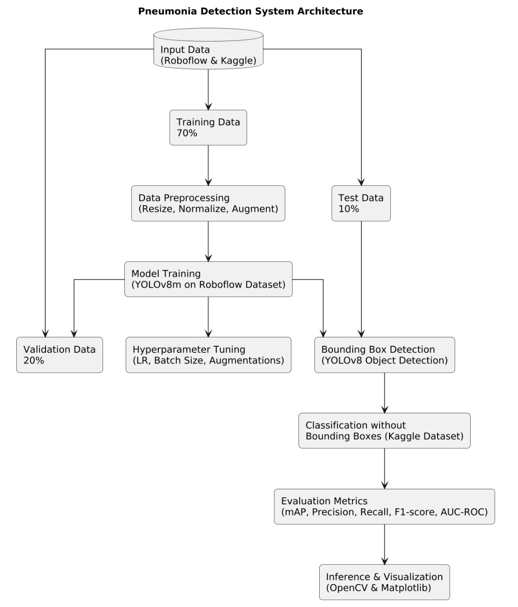 Pneumonia Detection System Architecture
Input Data
(Roboflow & Kaggle)
Training Data
70%
Data Preprocessing
(Resize, Normalize, Augment)
Test Data
10%
Model Training
(YOLOv8m on Roboflow Dataset)
Validation Data
20%
Hyperparameter Tuning
(LR, Batch Size, Augmentations)
Bounding Box Detection
(YOLOv8 Object Detection)
Classification without
Bounding Boxes (Kaggle Dataset)
Evaluation Metrics
(mAP, Precision, Recall, F1-score, AUC-ROC)
Inference & Visualization
(OpenCV & Matplotlib)